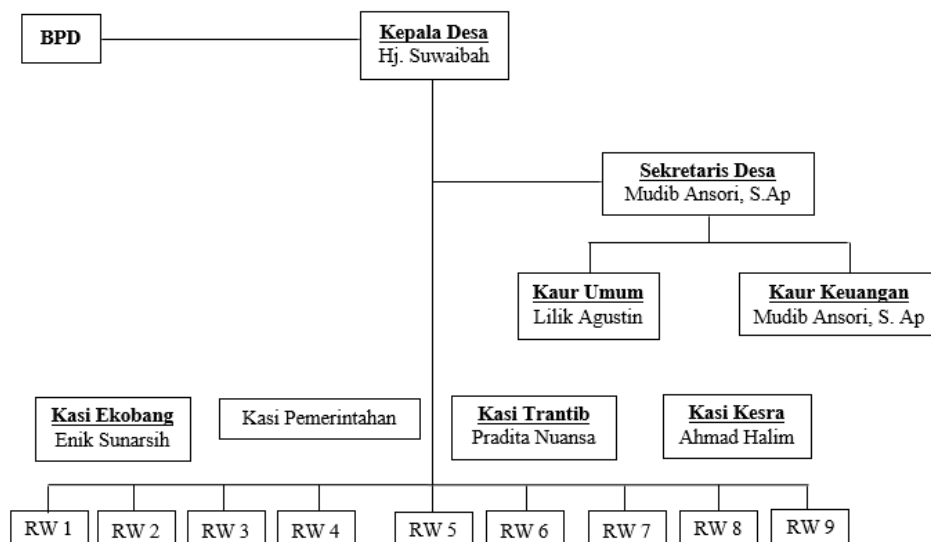 BPD
Kepala Desa
Hj. Suwaibah
Sekretaris Desa
Mudib Ansori, S.Ap
Kaur Umum
Lilik Agustin
Kaur Keuangan
Mudib Ansori, S. Ap
Kasi Ekobang
Enik Sunarsih
Kasi Pemerintahan
Kasi Trantib
Pradita Nuansa
Kasi Kesra
Ahmad Halim
RW 1
RW 2
RW 3
RW 4
RW 5
RW 6
RW 7
RW 8
RW 9